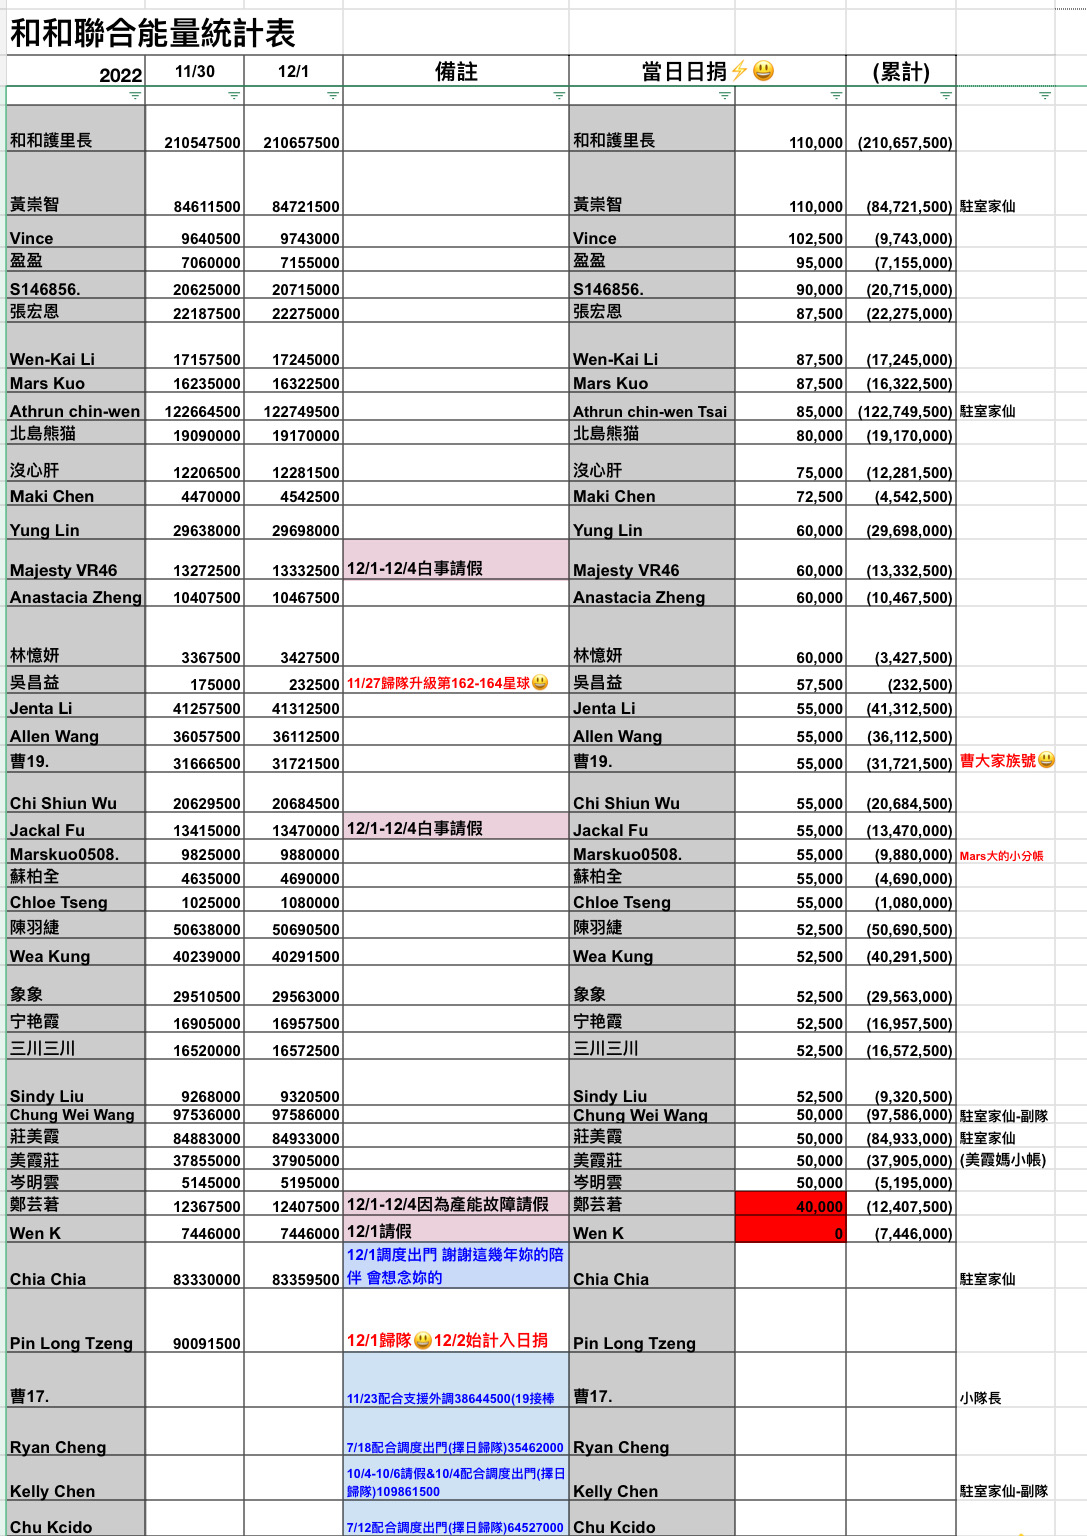 和和聯合能量統計表
2022 11/30 12/1 備註 當日日捐⚡😃 (累計)
和和護里長 210547500 210657500 和和護里長 110,000 (210,657,500)
黃崇智 84611500 84721500 黃崇智 110,000 (84,721,500) 駐室家仙
Vince 9640500 9743000 Vince 102,500 (9,743,000)
盈盈 7060000 7155000 盈盈 95,000 (7,155,000)
S146856. 20625000 20715000 S146856. 90,000 (20,715,000)
張宏恩 22187500 22275000 張宏恩 87,500 (22,275,000)
Wen-Kai Li 17157500 17245000 Wen-Kai Li 87,500 (17,245,000)
Mars Kuo 16235000 16322500 Mars Kuo 87,500 (16,322,500)
Athrun chin-wen 122664500 122749500 Athrun chin-wen Tsai 85,000 (122,749,500) 駐室家仙
北島熊猫 19090000 19170000 北島熊猫 80,000 (19,170,000)
沒心肝 12206500 12281500 沒心肝 75,000 (12,281,500)
Maki Chen 4470000 4542500 Maki Chen 72,500 (4,542,500)
Yung Lin 29638000 29698000 Yung Lin 60,000 (29,698,000)
Majesty VR46 13272500 13332500 12/1-12/4白事請假 Majesty VR46 60,000 (13,332,500)
Anastacia Zheng 10407500 10467500 Anastacia Zheng 60,000 (10,467,500)
林憶妍 3367500 3427500 林憶妍 60,000 (3,427,500)
吳昌益 175000 232500 11/27歸隊升級第162-164星球😃 吳昌益 57,500 (232,500)
Jenta Li 41257500 41312500 Jenta Li 55,000 (41,312,500)
Allen Wang 36057500 36112500 Allen Wang 55,000 (36,112,500)
曹19. 31666500 31721500 曹19. 55,000 (31,721,500) 曹大家族號😃
Chi Shiun Wu 20629500 20684500 Chi Shiun Wu 55,000 (20,684,500)
Jackal Fu 13415000 13470000 12/1-12/4白事請假 Jackal Fu 55,000 (13,470,000)
Marskuo0508. 9825000 9880000 Marskuo0508. 55,000 (9,880,000) Mars大的小分帳
蘇柏全 4635000 4690000 蘇柏全 55,000 (4,690,000)
Chloe Tseng 1025000 1080000 Chloe Tseng 55,000 (1,080,000)
陳羽緁 50638000 50690500 陳羽緁 52,500 (50,690,500)
Wea Kung 40239000 40291500 Wea Kung 52,500 (40,291,500)
象象 29510500 29563000 象象 52,500 (29,563,000)
宁艳霞 16905000 16957500 宁艳霞 52,500 (16,957,500)
三川三川 16520000 16572500 三川三川 52,500 (16,572,500)
Sindy Liu 9268000 9320500 Sindy Liu 52,500 (9,320,500)
Chung Wei Wang 97536000 97586000 Chung Wei Wang 50,000 (97,586,000) 駐室家仙-副隊
莊美霞 84883000 84933000 莊美霞 50,000 (84,933,000) 駐室家仙
美霞莊 37855000 37905000 美霞莊 50,000 (37,905,000) (美霞媽小帳)
岑明雲 5145000 5195000 岑明雲 50,000 (5,195,000)
鄭芸著 12367500 12407500 12/1-12/4因為產能故障請假 鄭芸著 40,000 (12,407,500)
Wen K 7446000 7446000 12/1請假 Wen K 0 (7,446,000)
12/1調度出門 謝謝這幾年妳的陪
Chia Chia 83330000 83359500 伴 會想念妳的 Chia Chia 駐室家仙
Pin Long Tzeng 90091500 12/1歸隊😃12/2始計入日捐 Pin Long Tzeng
曹17. 11/23配合支援外調38644500(19接棒 曹17. 小隊長
Ryan Cheng 7/18配合調度出門(擇日歸隊)35462000 Ryan Cheng
10/4-10/6請假&10/4配合調度出門(擇日
Kelly Chen 歸隊)109861500 Kelly Chen 駐室家仙-副隊
Chu Kcido 7/12配合調度出門(擇日歸隊)64527000 Chu Kcido